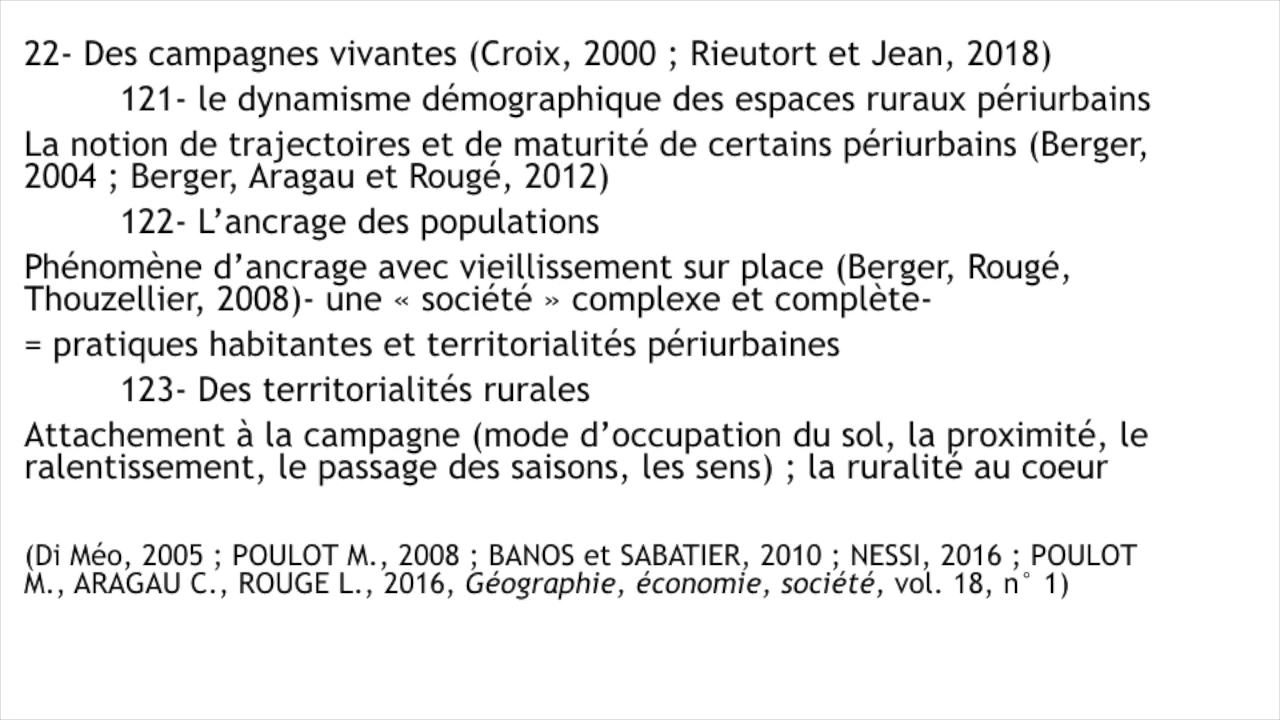 22- Des campagnes vivantes (Croix, 2000 ; Rieutort et Jean, 2018)
121- le dynamisme démographique des espaces ruraux périurbains
La notion de trajectoires et de maturité de certains périurbains (Berger,
2004 ; Berger, Aragau et Rougé, 2012)
122- L’ancrage des populations
Phénomène d’ancrage avec vieillissement sur place (Berger, Rougé,
Thouzellier, 2008)- une « société » complexe et complète-
= pratiques habitantes et territorialités périurbaines
123- Des territorialités rurales
Attachement à la campagne (mode d’occupation du sol, la proximité, le
ralentissement, le passage des saisons, les sens) ; la ruralité au coeur
(Di Méo, 2005 ; POULOT M., 2008 ; BANOS et SABATIER, 2010 ; NESSI, 2016 ; POULOT
M., ARAGAU C., ROUGE L., 2016, Géographie, économie, société, vol. 18, n° 1)